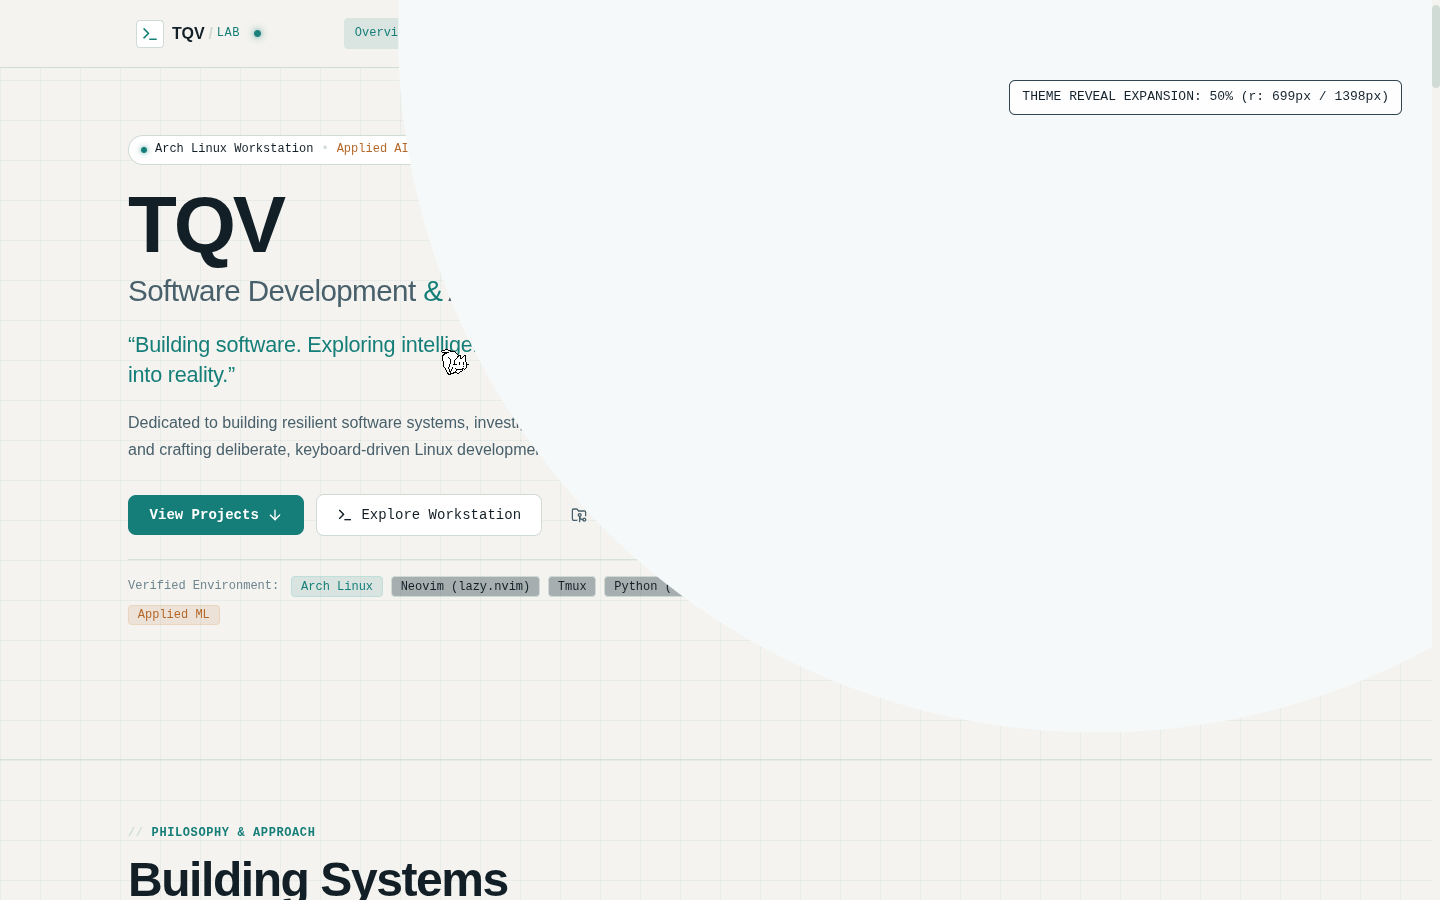 TQV / LAB
Overvi
THEME REVEAL EXPANSION: 50% (r: 699px / 1398px)
Arch Linux Workstation • Applied AI
TQV
Software Development &
“Building software. Exploring intellige
into reality.”
Dedicated to building resilient software systems, investi
and crafting deliberate, keyboard-driven Linux developme
View Projects ↓
Explore Workstation
Verified Environment: Arch Linux Neovim (lazy.nvim) Tmux Python (
Applied ML
// PHILOSOPHY & APPROACH
Building Systems